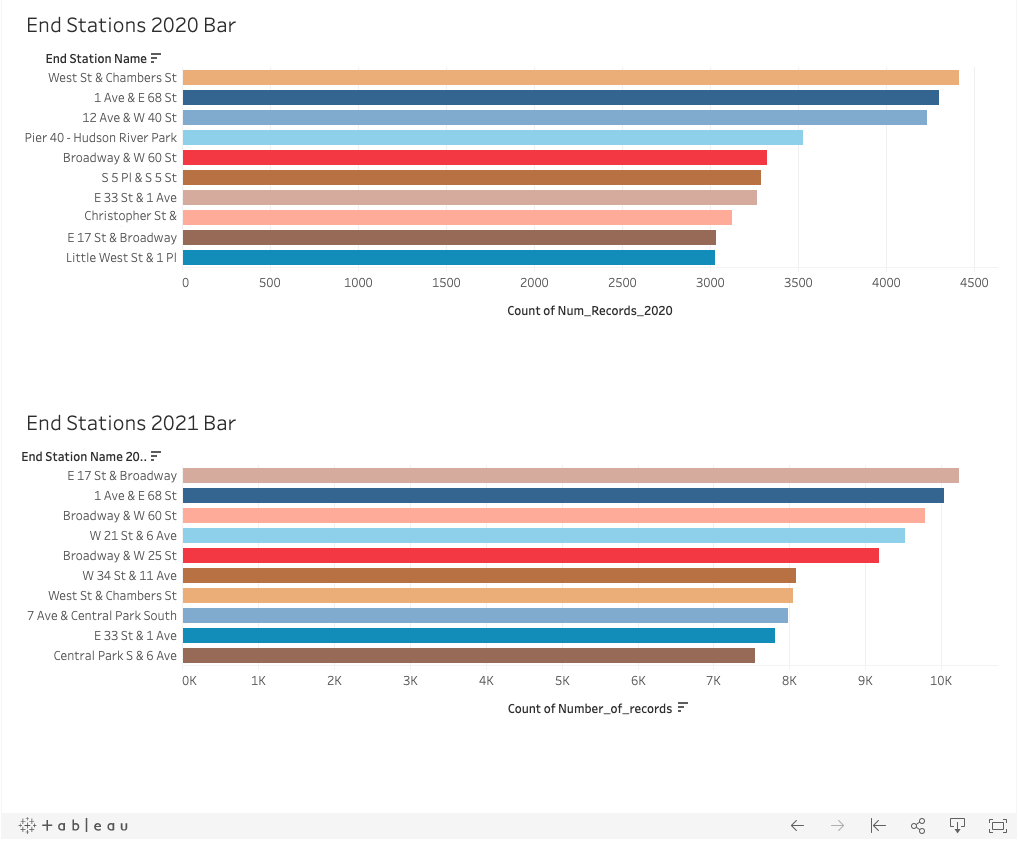 End Stations 2020 Bar
End Station Name
West St & Chambers St
1 Ave & E 68 St
12 Ave & W 40 St
Pier 40 - Hudson River Park
Broadway & W 60 St
S 5 Pl & S 5 St
E 33 St & 1 Ave
Christopher St &
E 17 St & Broadway
Little West St & 1 Pl
0 500 1000 1500 2000 2500 3000 3500 4000 4500
Count of Num_Records_2020
End Stations 2021 Bar
End Station Name 20..
E 17 St & Broadway
1 Ave & E 68 St
Broadway & W 60 St
W 21 St & 6 Ave
Broadway & W 25 St
W 34 St & 11 Ave
West St & Chambers St
7 Ave & Central Park South
E 33 St & 1 Ave
Central Park S & 6 Ave
0K 1K 2K 3K 4K 5K 6K 7K 8K 9K 10K
Count of Number_of_records
+ a b l e a u